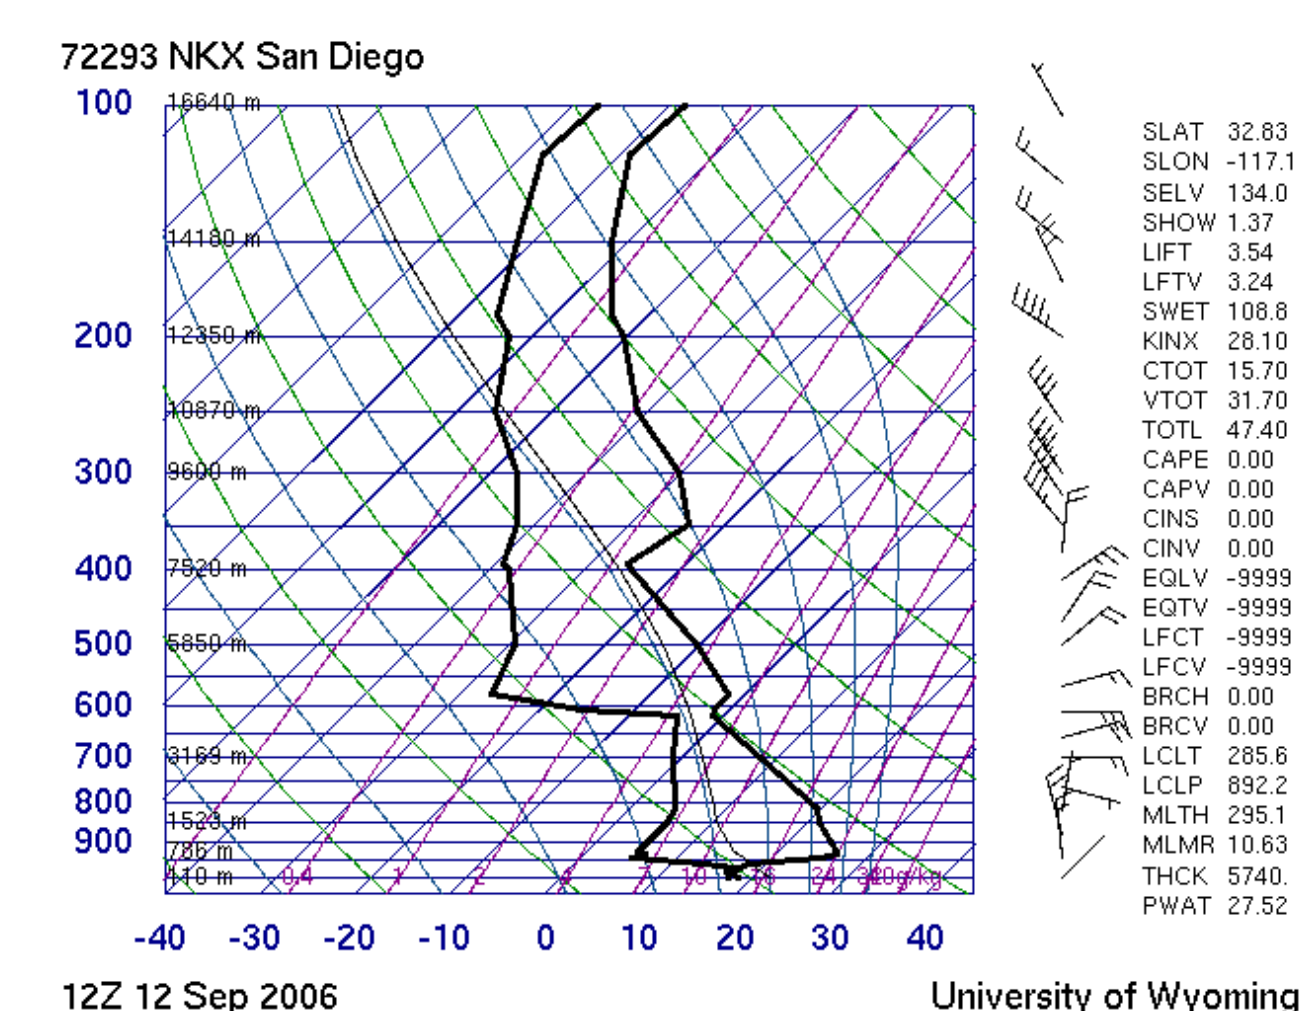 72293 NKX San Diego
100
16640 m
14180 m
200
12350 m
10870 m
300
9600 m
400
7520 m
500
5850 m
600
700
3169 m
800
1523 m
900
786 m
110 m
0.4 1 2 4 7 10 16 24 32 40g/kg
-40 -30 -20 -10 0 10 20 30 40
12Z 12 Sep 2006
University of Wyoming
SLAT 32.83
SLON -117.1
SELV 134.0
SHOW 1.37
LIFT 3.54
LFTV 3.24
SWET 108.8
KINX 28.10
CTOT 15.70
VTOT 31.70
TOTL 47.40
CAPE 0.00
CAPV 0.00
CINS 0.00
CINV 0.00
EQLV -9999
EQTV -9999
LFCT -9999
LFCV -9999
BRCH 0.00
BRCV 0.00
LCLT 285.6
LCLP 892.2
MLTH 295.1
MLMR 10.63
THCK 5740.
PWAT 27.52